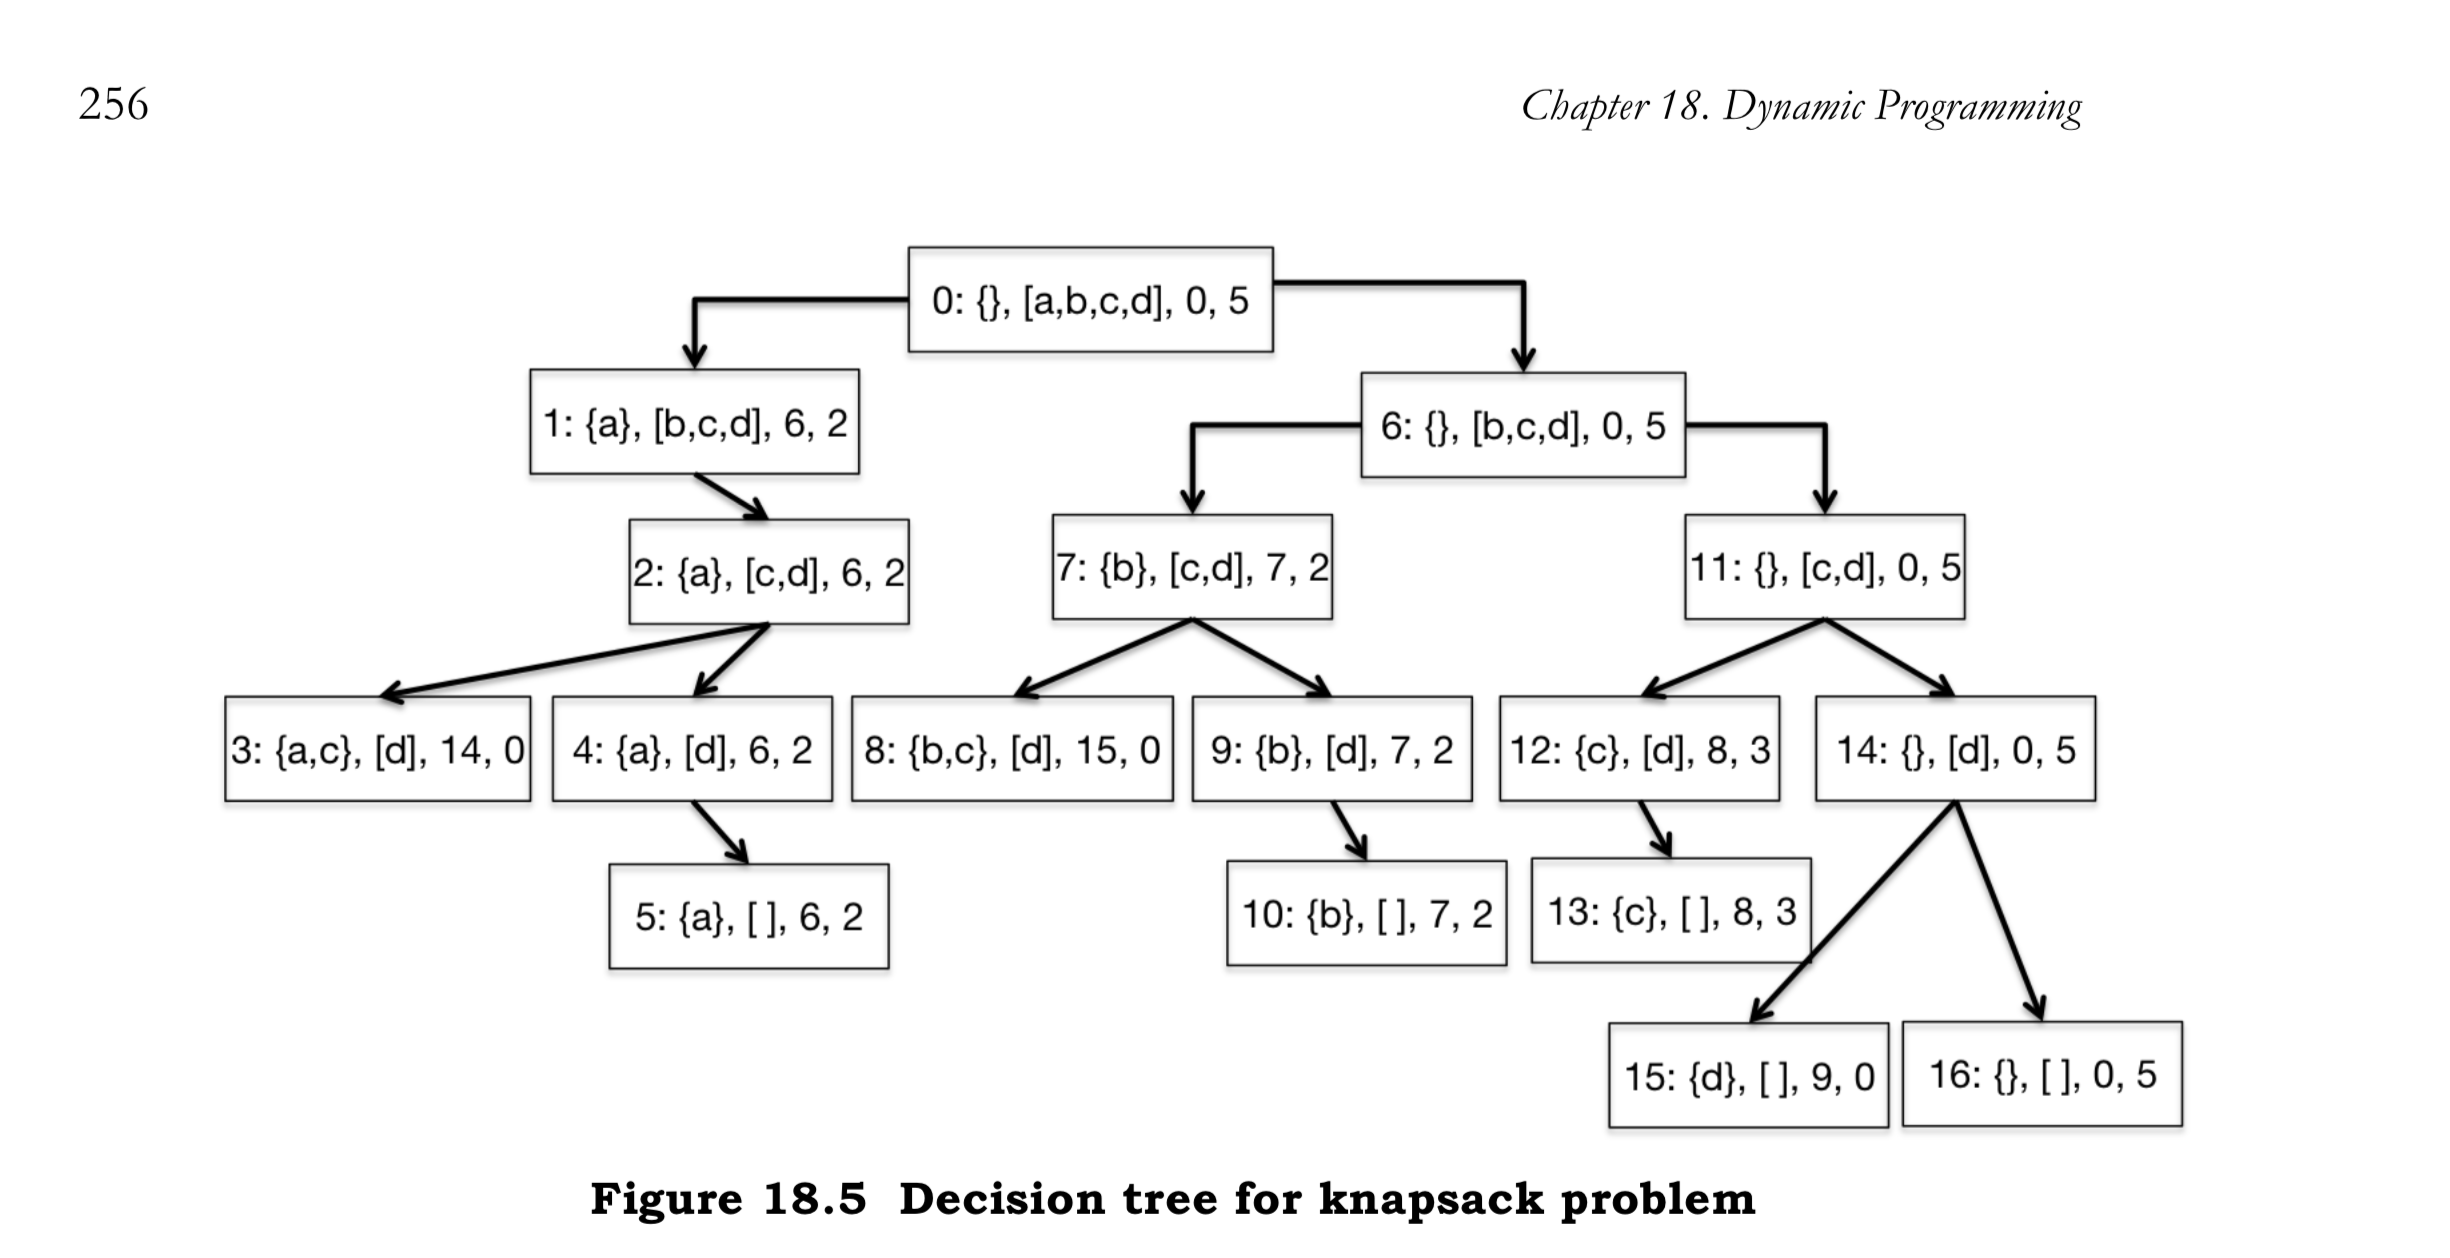 256
Chapter 18. Dynamic Programming
0: {}, [a,b,c,d], 0, 5
1: {a}, [b,c,d], 6, 2
6: {}, [b,c,d], 0, 5
2: {a}, [c,d], 6, 2
7: {b}, [c,d], 7, 2
11: {}, [c,d], 0, 5
3: {a,c}, [d], 14, 0
4: {a}, [d], 6, 2
8: {b,c}, [d], 15, 0
9: {b}, [d], 7, 2
12: {c}, [d], 8, 3
14: {}, [d], 0, 5
5: {a}, [ ], 6, 2
10: {b}, [ ], 7, 2
13: {c}, [ ], 8, 3
15: {d}, [ ], 9, 0
16: {}, [ ], 0, 5
Figure 18.5 Decision tree for knapsack problem